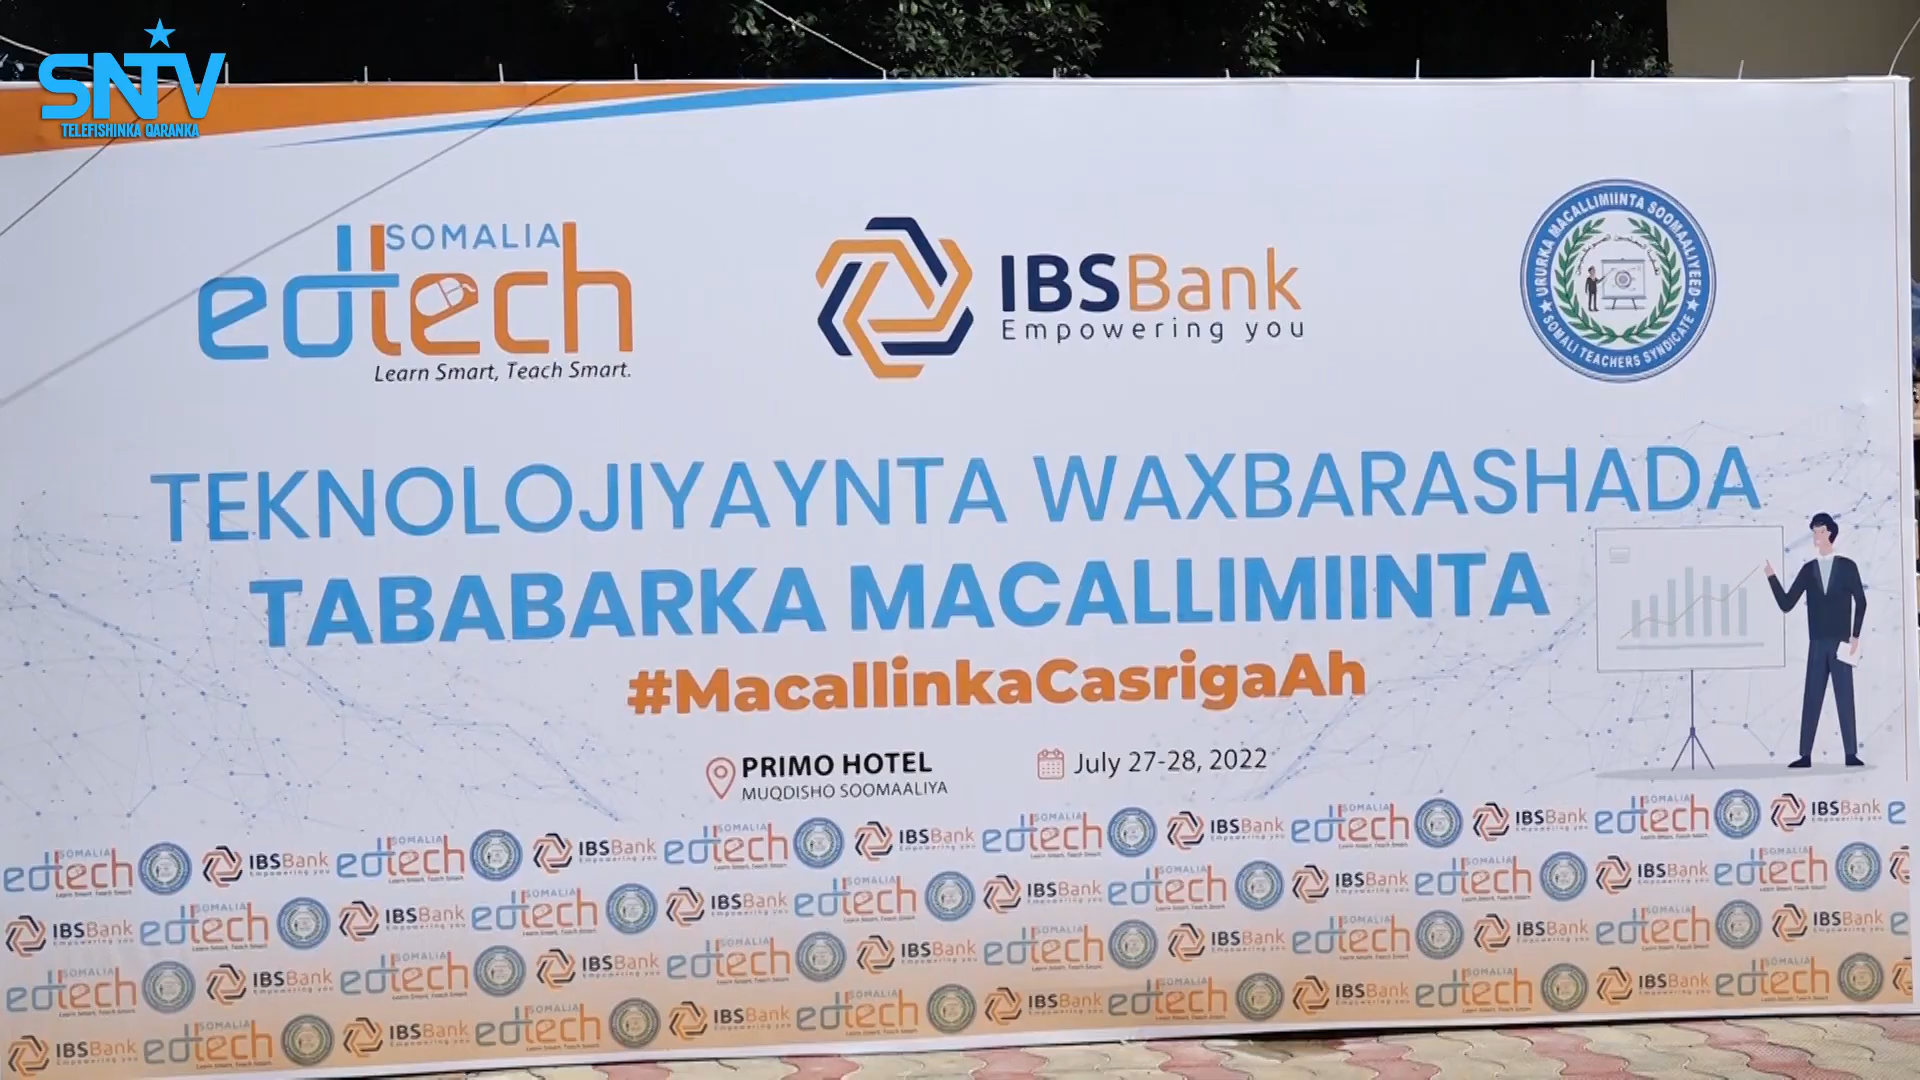 SNTV
TELEFISHINKA QARANKA
SOMALIA
edtech
Learn Smart, Teach Smart.
IBSBank
Empowering you
URURKA MACALLIMIINTA SOOMAALIYEED
SOMALI TEACHERS SYNDICATE
TEKNOLOJIYAYNTA WAXBARASHADA
TABABARKA MACALLIMIINTA
#MacallinkaCasrigaAh
PRIMO HOTEL
MUQDISHO SOOMAALIYA
July 27-28, 2022